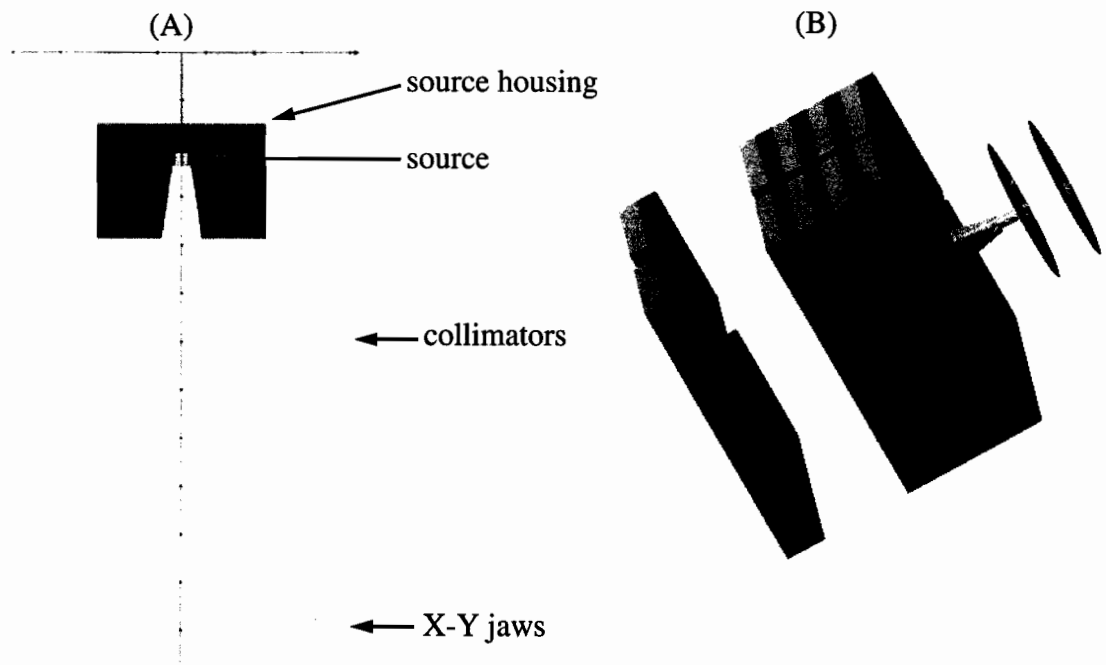 (A)
(B)
source housing
source
collimators
X-Y jaws